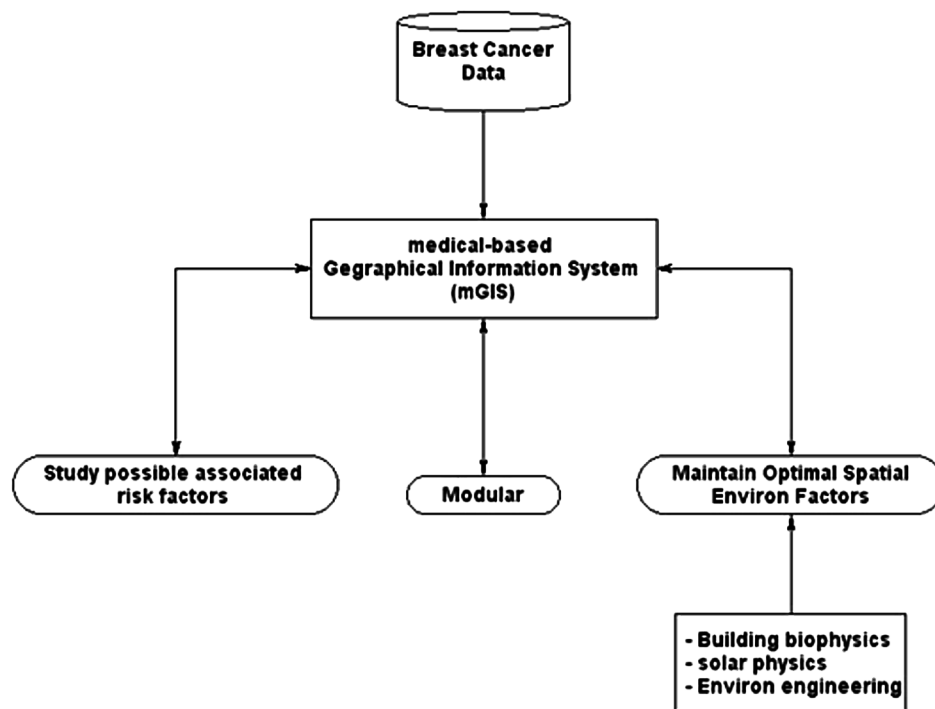 Breast Cancer
Data
medical-based
Gegraphical Information System
(mGIS)
Study possible associated
risk factors
Modular
Maintain Optimal Spatial
Environ Factors
- Building biophysics
- solar physics
- Environ engineering